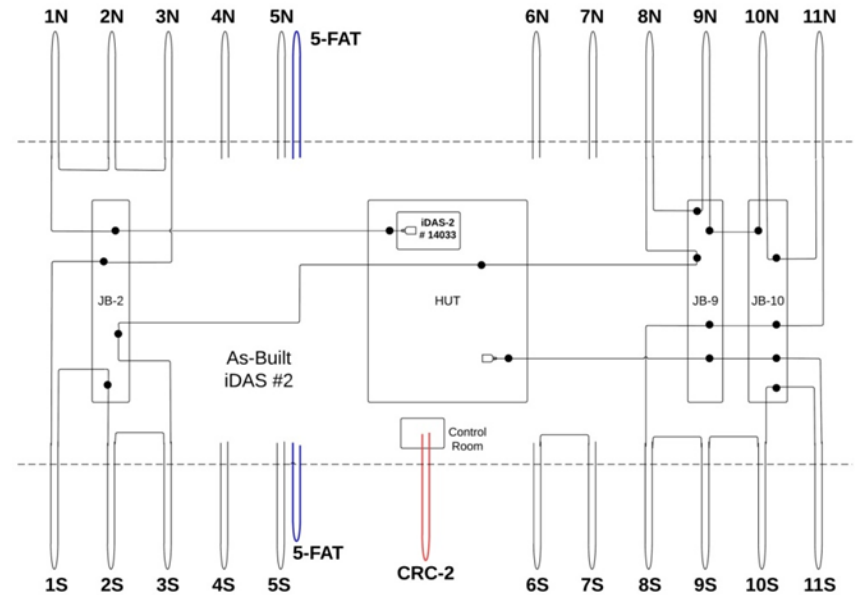 1N 2N 3N 4N 5N 6N 7N 8N 9N 10N 11N
5-FAT
iDAS-2
# 14033
JB-2 HUT JB-9 JB-10
As-Built
iDAS #2
Control
Room
5-FAT
CRC-2
1S 2S 3S 4S 5S 6S 7S 8S 9S 10S 11S